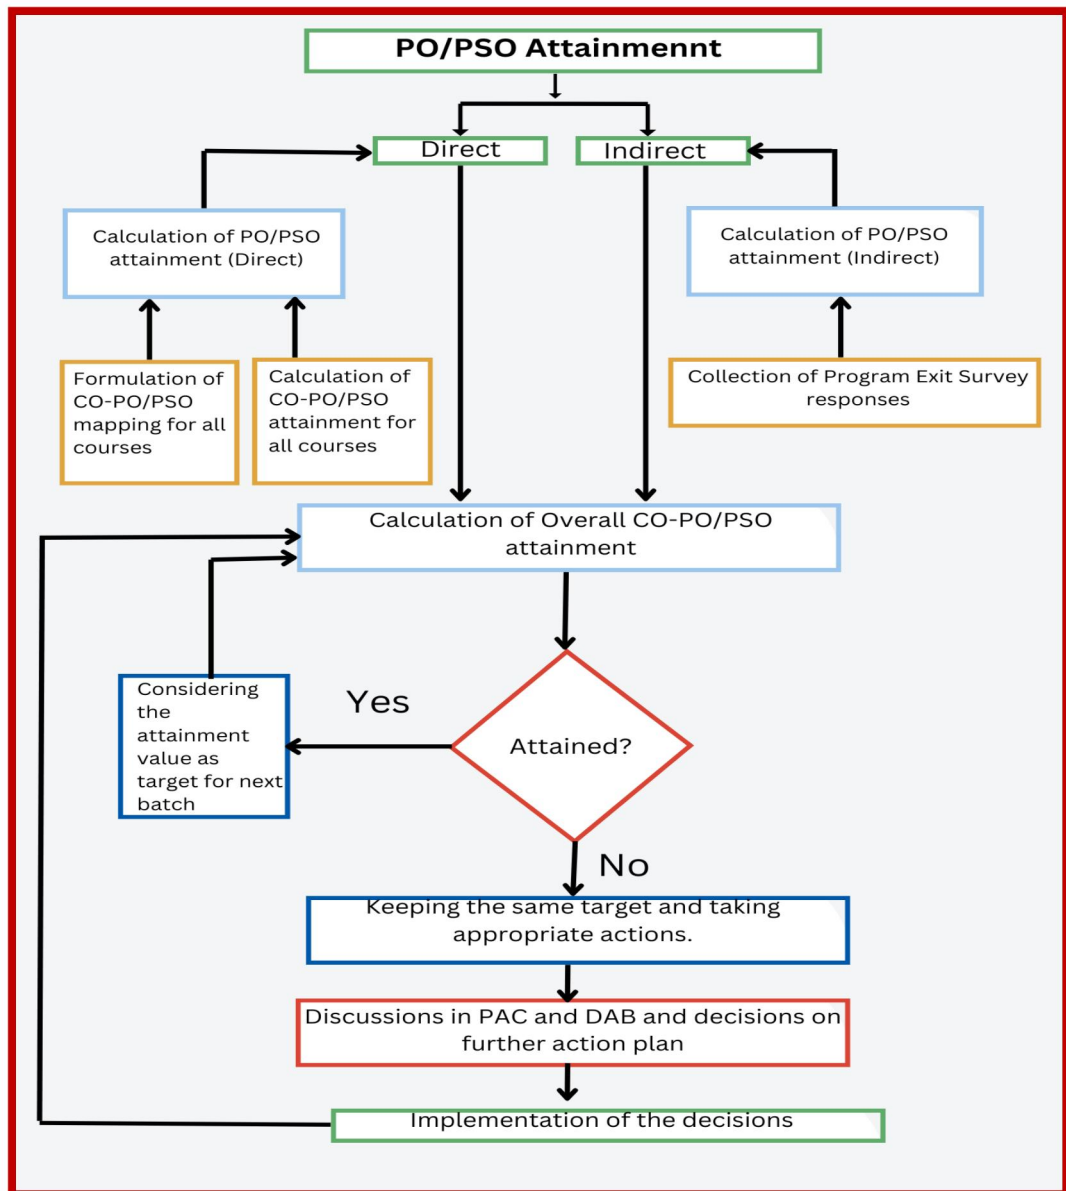 PO/PSO Attainmennt
Direct
Indirect
Calculation of PO/PSO
attainment (Direct)
Calculation of PO/PSO
attainment (Indirect)
Formulation of
CO-PO/PSO
mapping for all
courses
Calculation of
CO-PO/PSO
attainment for
all courses
Collection of Program Exit Survey
responses
Calculation of Overall CO-PO/PSO
attainment
Considering
the
attainment
value as
target for next
batch
Yes
Attained?
No
Keeping the same target and taking
appropriate actions.
Discussions in PAC and DAB and decisions on
further action plan
Implementation of the decisions